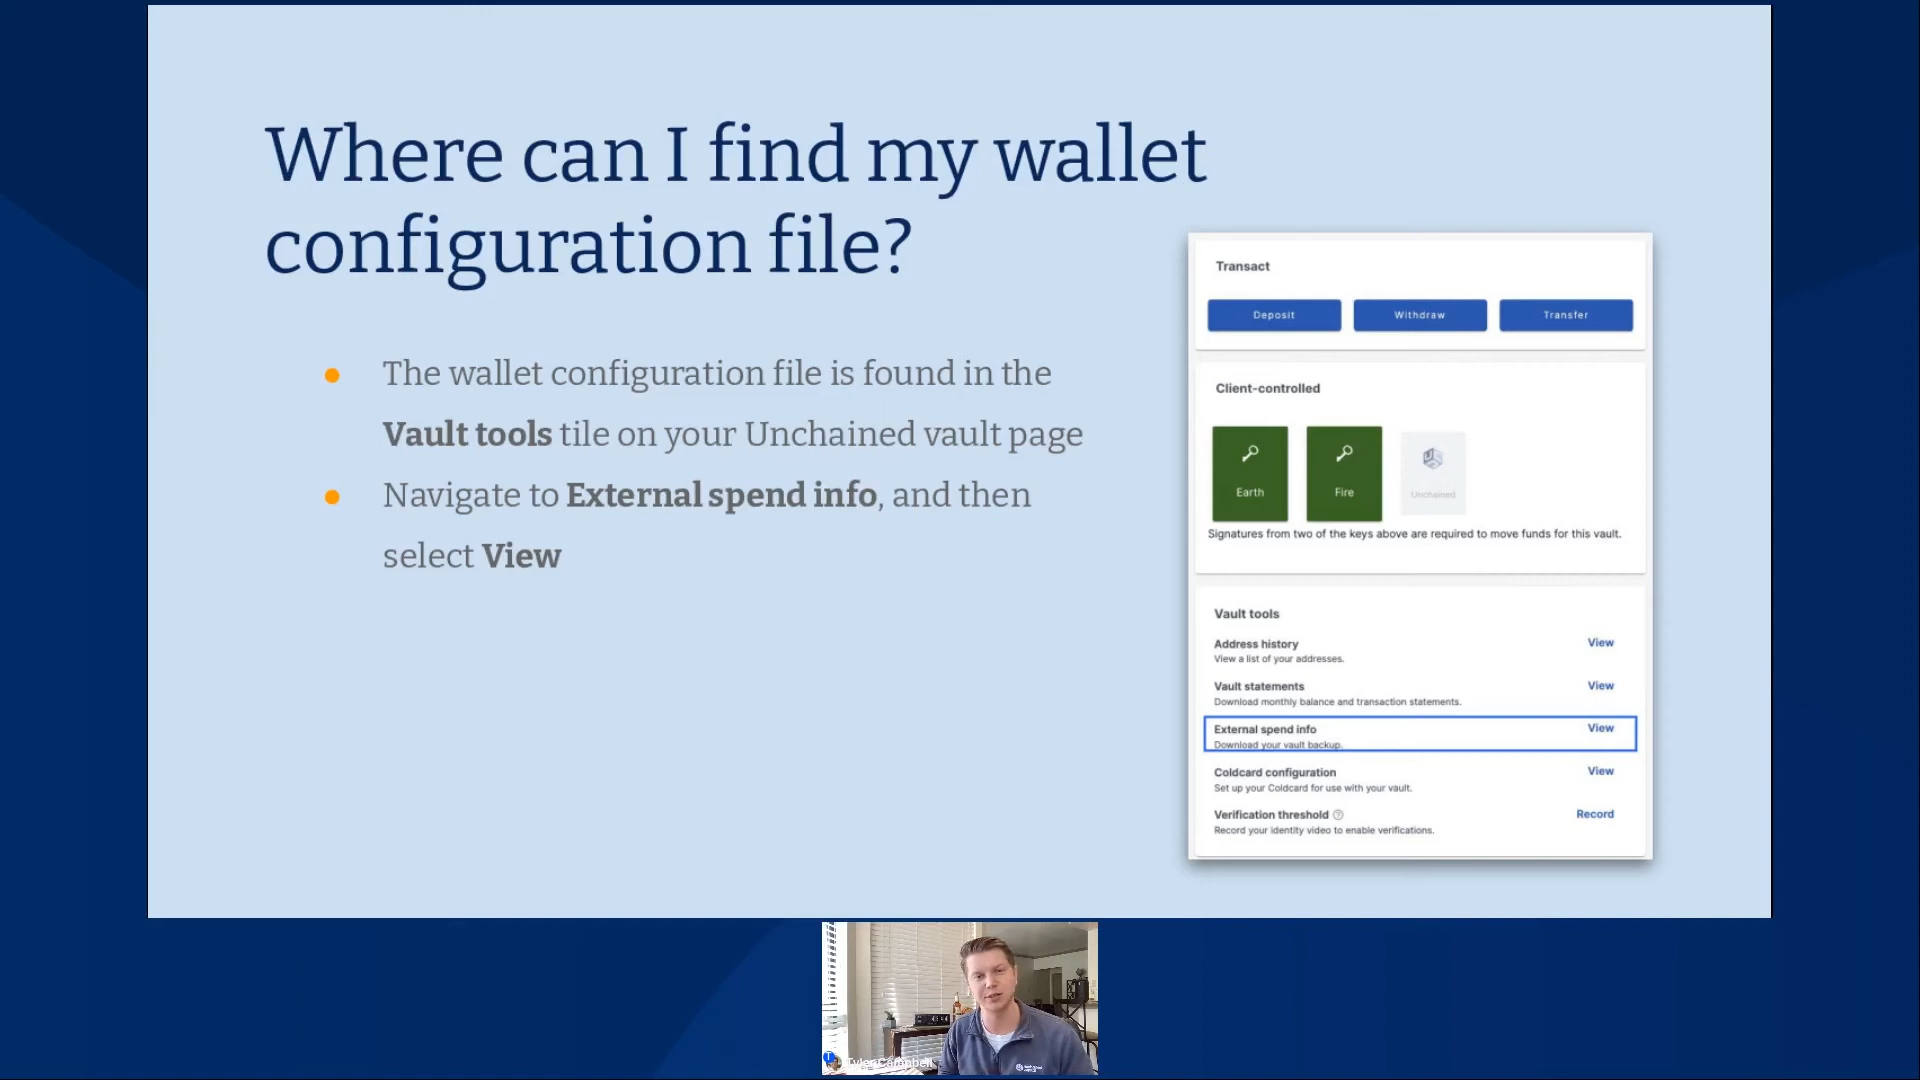 Where can I find my wallet
configuration file?
The wallet configuration file is found in the
Vault tools tile on your Unchained vault page
Navigate to External spend info, and then
select View
Transact
Deposit Withdraw Transfer
Client-controlled
Earth Fire Unchained
Signatures from two of the keys above are required to move funds for this vault.
Vault tools
Address history View
View a list of your addresses.
Vault statements View
Download monthly balance and transaction statements.
External spend info View
Download your vault backup.
Coldcard configuration View
Set up your Coldcard for use with your vault.
Verification threshold ? Record
Record your identity video to enable verifications.
T
Tyler Campbell